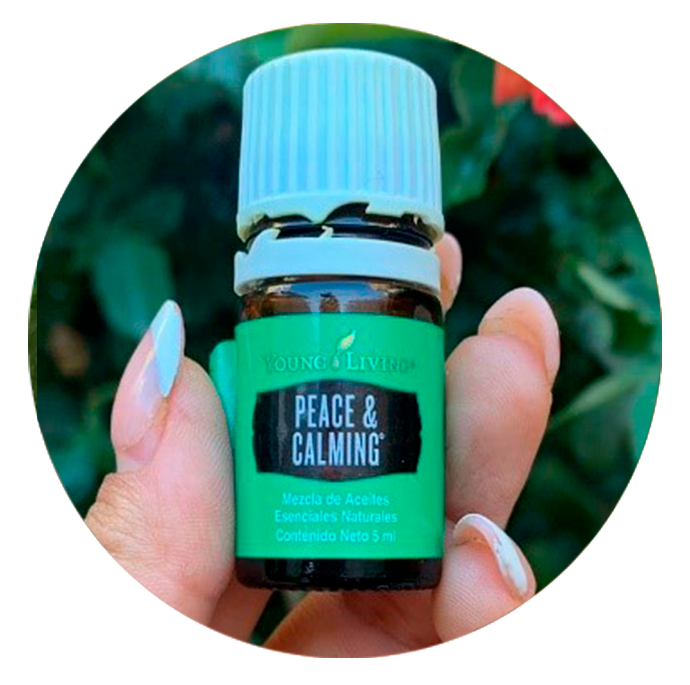 YOUNG LIVING
PEACE &
CALMING®
Mezcla de Aceites
Esenciales Naturales
Contenido Neto 5 ml